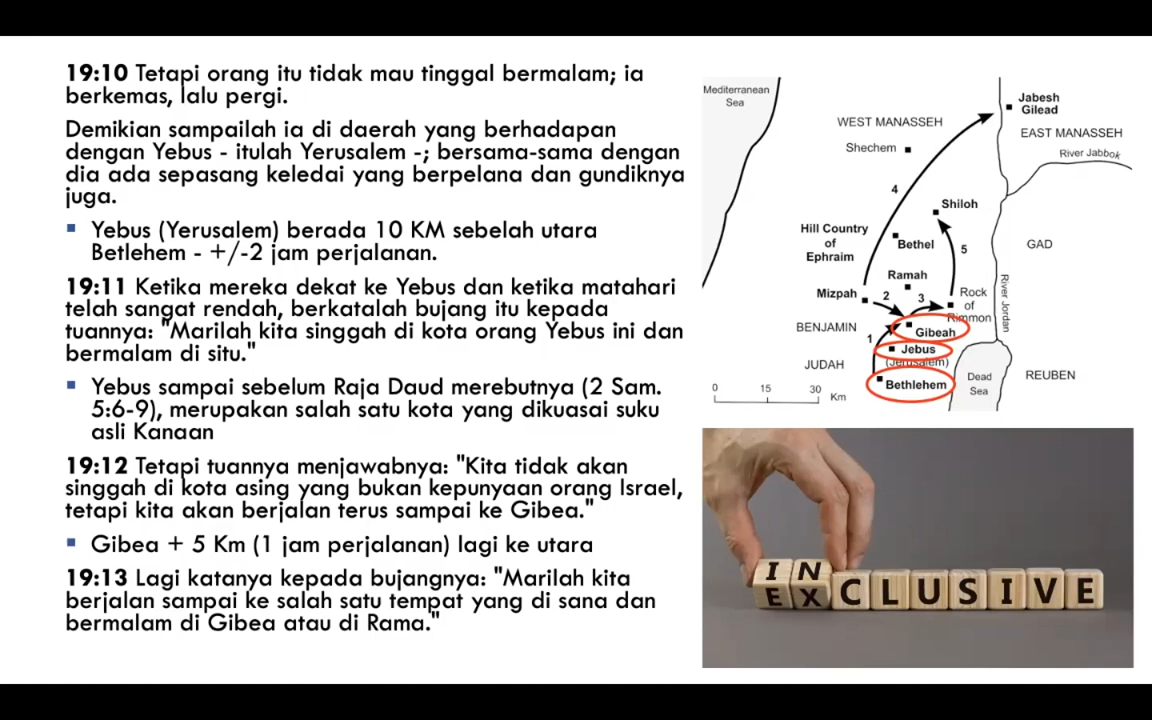 19:10 Tetapi orang itu tidak mau tinggal bermalam; ia
berkemas, lalu pergi.
Demikian sampailah ia di daerah yang berhadapan
dengan Yebus - itulah Yerusalem -; bersama-sama dengan
dia ada sepasang keledai yang berpelana dan gundiknya
juga.
▪ Yebus (Yerusalem) berada 10 KM sebelah utara
Betlehem - +/-2 jam perjalanan.
19:11 Ketika mereka dekat ke Yebus dan ketika matahari
telah sangat rendah, berkatalah bujang itu kepada
tuannya: "Marilah kita singgah di kota orang Yebus ini dan
bermalam di situ."
▪ Yebus sampai sebelum Raja Daud merebutnya (2 Sam.
5:6-9), merupakan salah satu kota yang dikuasai suku
asli Kanaan
19:12 Tetapi tuannya menjawabnya: "Kita tidak akan
singgah di kota asing yang bukan kepunyaan orang Israel,
tetapi kita akan berjalan terus sampai ke Gibea."
▪ Gibea + 5 Km (1 jam perjalanan) lagi ke utara
19:13 Lagi katanya kepada bujangnya: "Marilah kita
berjalan sampai ke salah satu tempat yang di sana dan
bermalam di Gibea atau di Rama."
Mediterranean
Sea
Jabesh
Gilead
WEST MANASSEH
EAST MANASSEH
Shechem
River Jabbok
4
Shiloh
Hill Country
of
Ephraim
Bethel
5
GAD
Ramah
Mizpah
2
3
Rock
of
Rimmon
River Jordan
BENJAMIN
1
Gibeah
Jebus
(Jerusalem)
JUDAH
Bethlehem
Dead
Sea
REUBEN
0 15 30
Km
IN
EXCLUSIVE